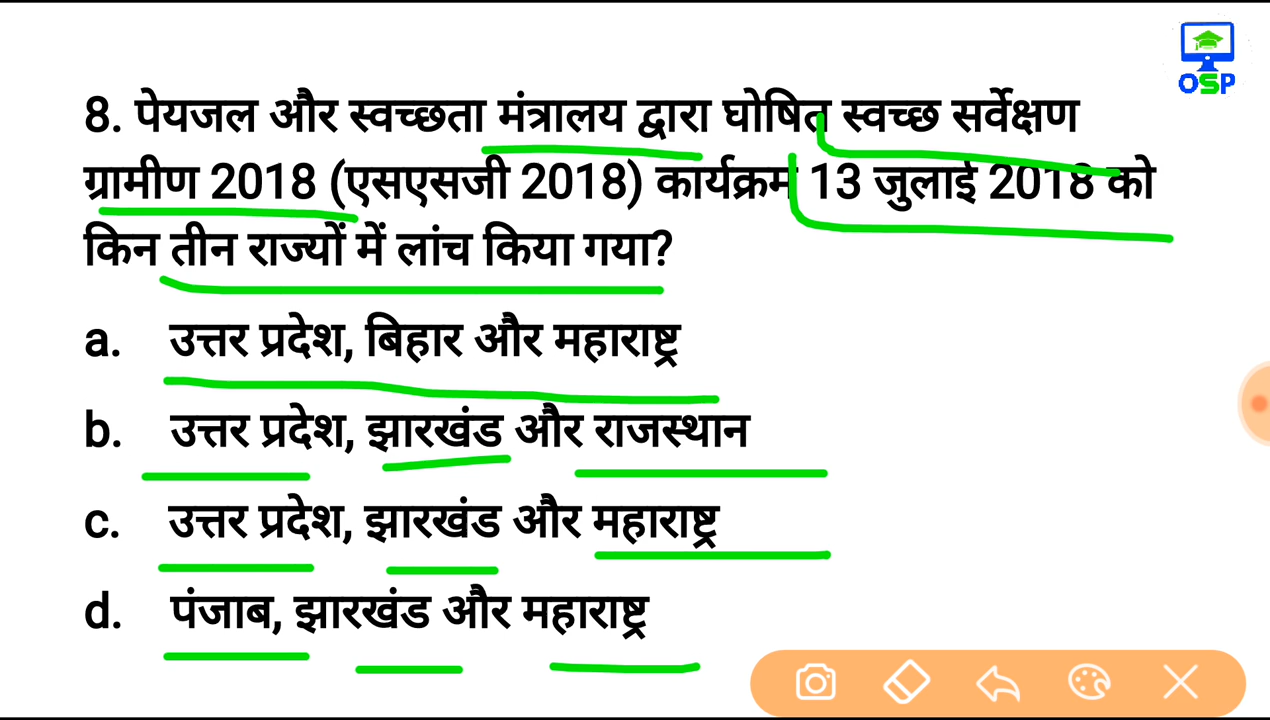 OSP
8. पेयजल और स्वच्छता मंत्रालय द्वारा घोषित स्वच्छ सर्वेक्षण
ग्रामीण 2018 (एसएसजी 2018) कार्यक्रम 13 जुलाई 2018 को
किन तीन राज्यों में लांच किया गया?
a. उत्तर प्रदेश, बिहार और महाराष्ट्र
b. उत्तर प्रदेश, झारखंड और राजस्थान
c. उत्तर प्रदेश, झारखंड और महाराष्ट्र
d. पंजाब, झारखंड और महाराष्ट्र